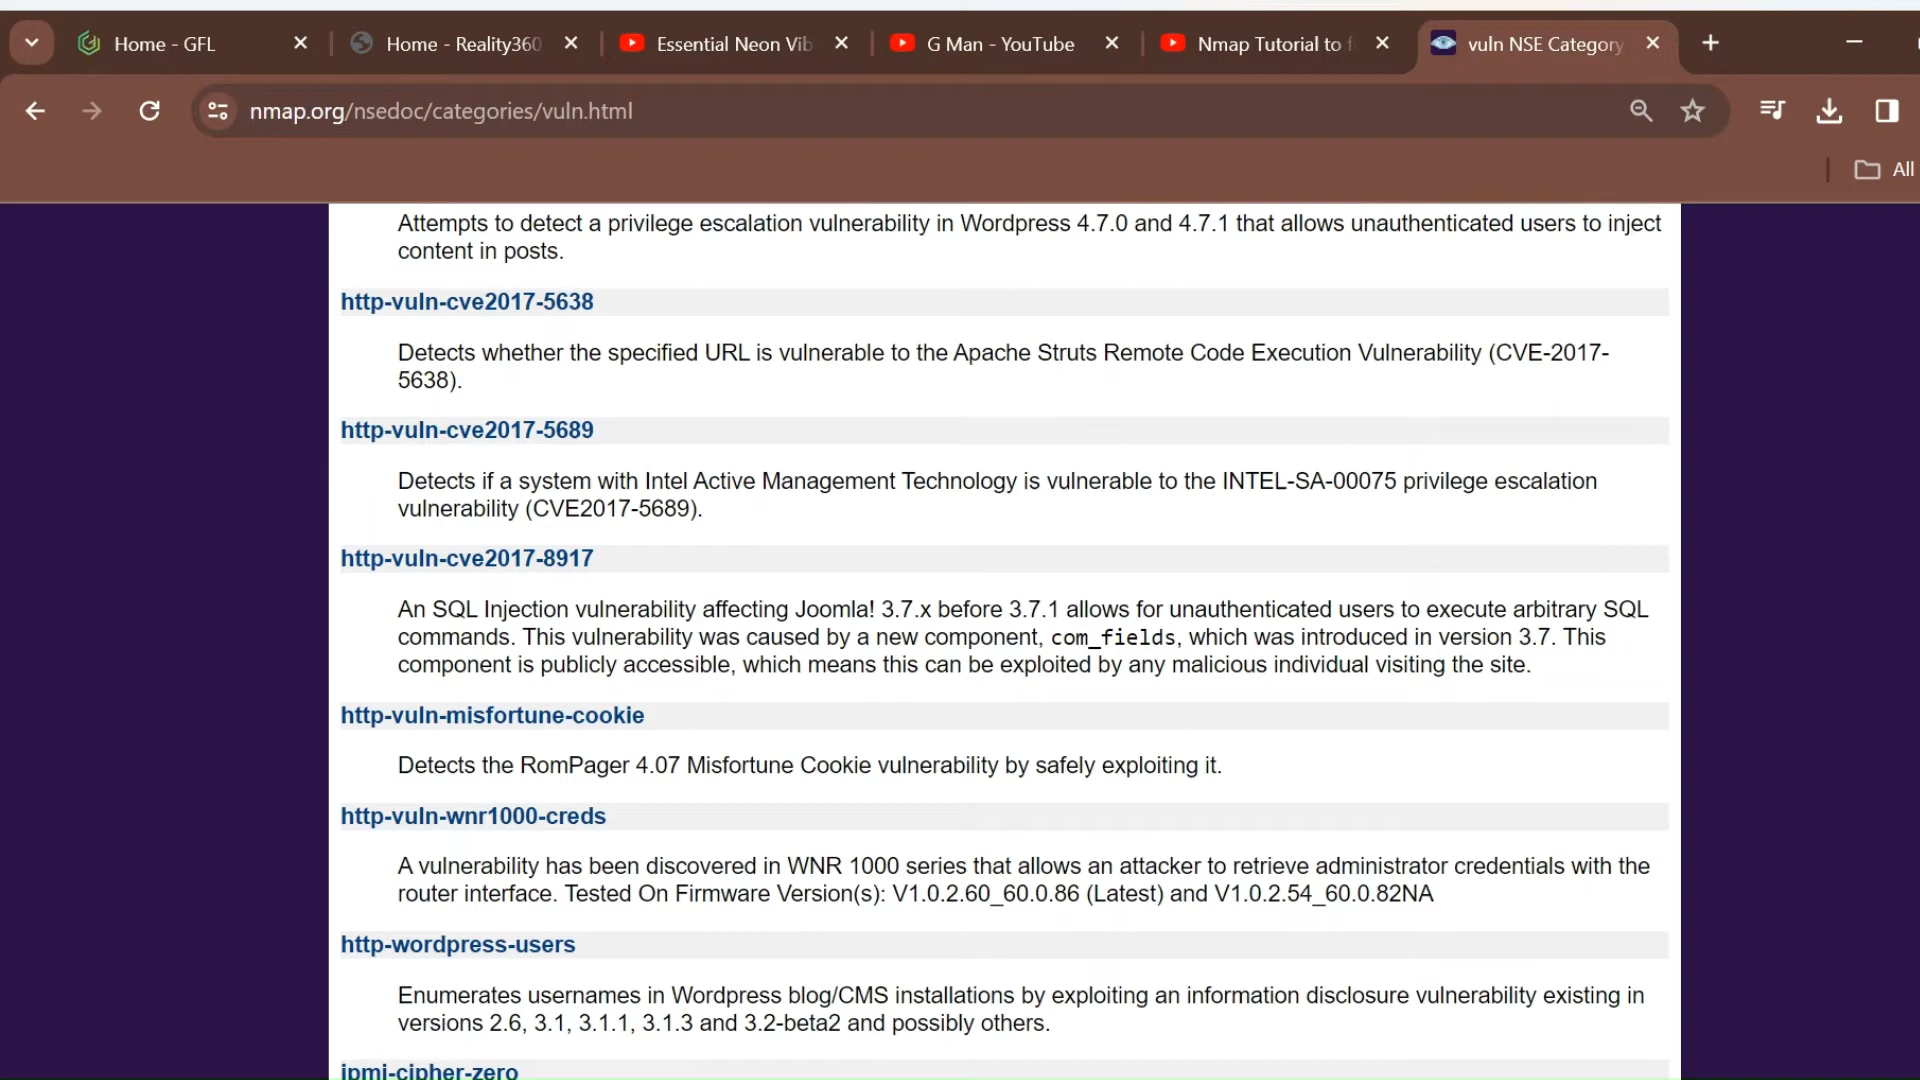 Home - GFL
Home - Reality360
Essential Neon Vib
G Man - YouTube
Nmap Tutorial to f
vuln NSE Category
nmap.org/nsedoc/categories/vuln.html
All
Attempts to detect a privilege escalation vulnerability in Wordpress 4.7.0 and 4.7.1 that allows unauthenticated users to inject
content in posts.
http-vuln-cve2017-5638
Detects whether the specified URL is vulnerable to the Apache Struts Remote Code Execution Vulnerability (CVE-2017-
5638).
http-vuln-cve2017-5689
Detects if a system with Intel Active Management Technology is vulnerable to the INTEL-SA-00075 privilege escalation
vulnerability (CVE2017-5689).
http-vuln-cve2017-8917
An SQL Injection vulnerability affecting Joomla! 3.7.x before 3.7.1 allows for unauthenticated users to execute arbitrary SQL
commands. This vulnerability was caused by a new component, com_fields, which was introduced in version 3.7. This
component is publicly accessible, which means this can be exploited by any malicious individual visiting the site.
http-vuln-misfortune-cookie
Detects the RomPager 4.07 Misfortune Cookie vulnerability by safely exploiting it.
http-vuln-wnr1000-creds
A vulnerability has been discovered in WNR 1000 series that allows an attacker to retrieve administrator credentials with the
router interface. Tested On Firmware Version(s): V1.0.2.60_60.0.86 (Latest) and V1.0.2.54_60.0.82NA
http-wordpress-users
Enumerates usernames in Wordpress blog/CMS installations by exploiting an information disclosure vulnerability existing in
versions 2.6, 3.1, 3.1.1, 3.1.3 and 3.2-beta2 and possibly others.
ipmi-cipher-zero